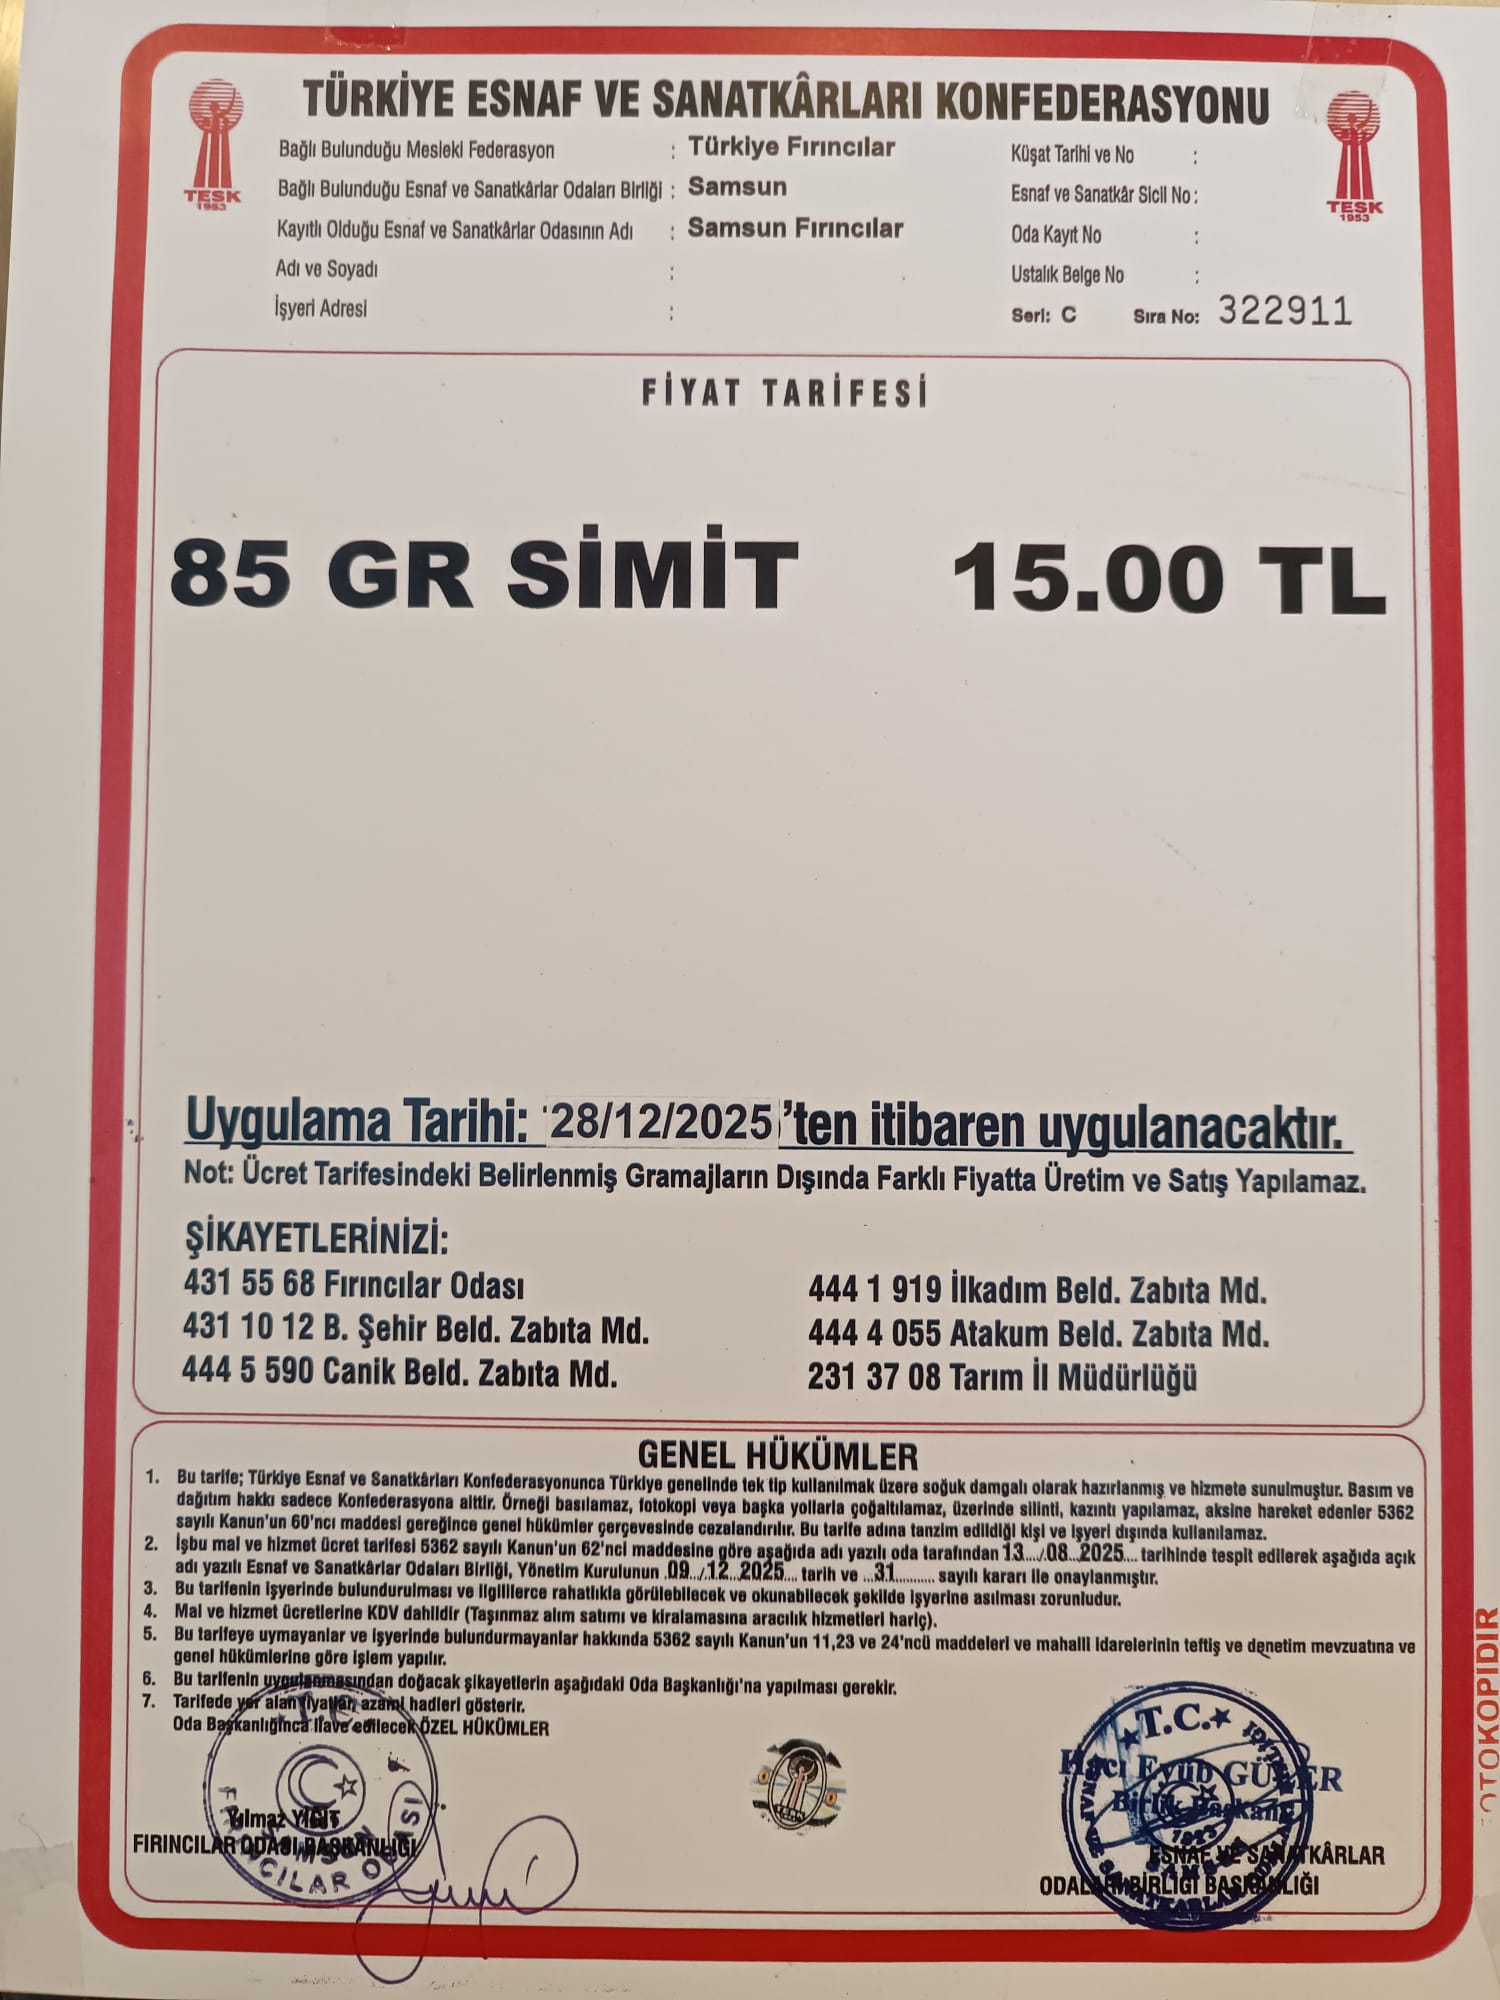 TÜRKİYE ESNAF VE SANATKÂRLARI KONFEDERASYONU
TESK
1953
TESK
1953
Bağlı Bulunduğu Mesleki Federasyon : Türkiye Fırıncılar
Bağlı Bulunduğu Esnaf ve Sanatkârlar Odaları Birliği : Samsun
Kayıtlı Olduğu Esnaf ve Sanatkârlar Odasının Adı : Samsun Fırıncılar
Adı ve Soyadı :
İşyeri Adresi :
Küşat Tarihi ve No :
Esnaf ve Sanatkâr Sicil No :
Oda Kayıt No :
Ustalık Belge No :
Seri: C Sıra No: 322911
FİYAT TARİFESİ
85 GR SİMİT 15.00 TL
Uygulama Tarihi: 28/12/2025 'ten itibaren uygulanacaktır.
Not: Ücret Tarifesindeki Belirlenmiş Gramajların Dışında Farklı Fiyatta Üretim ve Satış Yapılamaz.
ŞİKAYETLERİNİZİ:
431 55 68 Fırıncılar Odası
431 10 12 B. Şehir Beld. Zabıta Md.
444 5 590 Canik Beld. Zabıta Md.
444 1 919 İlkadım Beld. Zabıta Md.
444 4 055 Atakum Beld. Zabıta Md.
231 37 08 Tarım İl Müdürlüğü
GENEL HÜKÜMLER
1. Bu tarife; Türkiye Esnaf ve Sanatkârları Konfederasyonunca Türkiye genelinde tek tip kullanılmak üzere soğuk damgalı olarak hazırlanmış ve hizmete sunulmuştur. Basım ve
dağıtım hakkı sadece Konfederasyona aittir. Örneği basılamaz, fotokopi veya başka yollarla çoğaltılamaz, üzerinde silinti, kazıntı yapılamaz, aksine hareket edenler 5362
sayılı Kanun'un 60'ncı maddesi gereğince genel hükümler çerçevesinde cezalandırılır. Bu tarife adına tanzim edildiği kişi ve işyeri dışında kullanılamaz.
2. İşbu mal ve hizmet ücret tarifesi 5362 sayılı Kanun'un 62'nci maddesine göre aşağıda adı yazılı oda tarafından 13..../.08...2025.... tarihinde tespit edilerek aşağıda açık
adı yazılı Esnaf ve Sanatkârlar Odaları Birliği, Yönetim Kurulunun .09.../.12...2025.... tarih ve ...31.......... sayılı kararı ile onaylanmıştır.
3. Bu tarifenin işyerinde bulundurulması ve ilgililerce rahatlıkla görülebilecek ve okunabilecek şekilde işyerine asılması zorunludur.
4. Mal ve hizmet ücretlerine KDV dahildir (Taşınmaz alım satımı ve kiralamasına aracılık hizmetleri hariç).
5. Bu tarifeye uymayanlar ve işyerinde bulundurmayanlar hakkında 5362 sayılı Kanun'un 11,23 ve 24'ncü maddeleri ve mahalli idarelerinin teftiş ve denetim mevzuatına ve
genel hükümlerine göre işlem yapılır.
6. Bu tarifenin uygulanmasından doğacak şikayetlerin aşağıdaki Oda Başkanlığı'na yapılması gerekir.
7. Tarifede yer alan fiyatlar azami hadleri gösterir.
Oda Başkanlığınca ilave edilecek ÖZEL HÜKÜMLER
T.C.
SAMSUN
FIRINCILAR ODASI
Yılmaz YİĞİT
FIRINCILAR ODASI BAŞKANLIĞI
T.C.
Hacı Eyüb GÜLER
Birlik Başkanı
1923
SAMSUN
ESNAF VE SANATKÂRLAR
ODALARI BİRLİĞİ BAŞKANLIĞI
OTOKOPİDİR